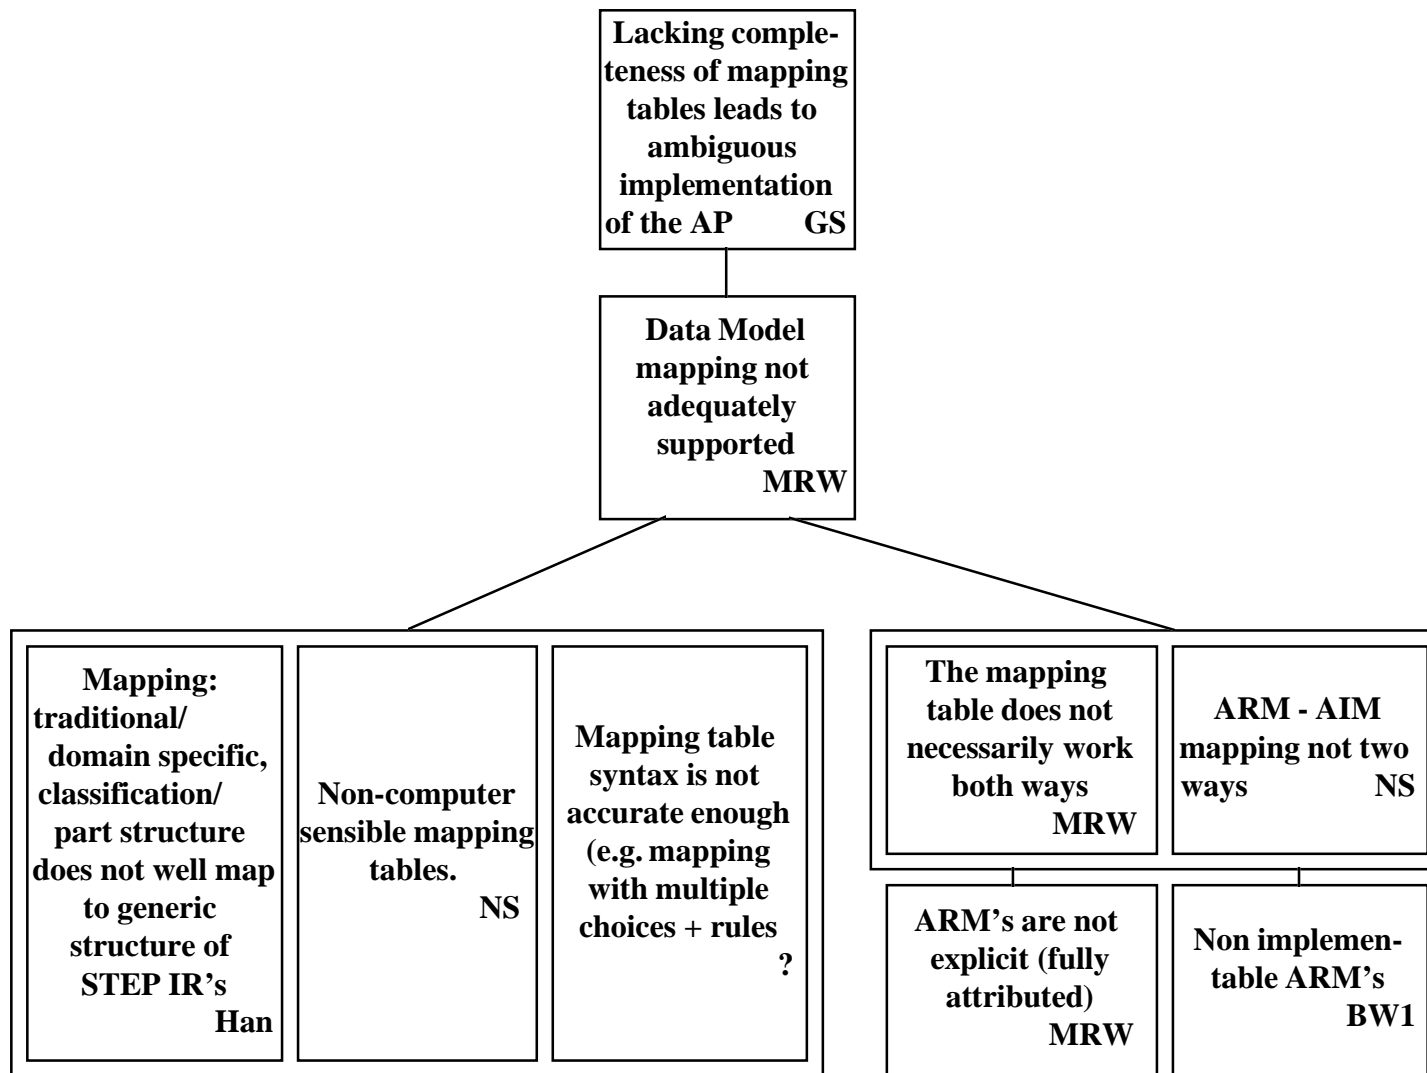 Lacking comple-
teness of mapping
tables leads to
ambiguous
implementation
of the AP GS
Data Model
mapping not
adequately
supported
MRW
Mapping:
traditional/
domain specific,
classification/
part structure
does not well map
to generic
structure of
STEP IR's
Han
Non-computer
sensible mapping
tables.
NS
Mapping table
syntax is not
accurate enough
(e.g. mapping
with multiple
choices + rules
?
The mapping
table does not
necessarily work
both ways
MRW
ARM - AIM
mapping not two
ways NS
ARM's are not
explicit (fully
attributed)
MRW
Non implemen-
table ARM's
BW1